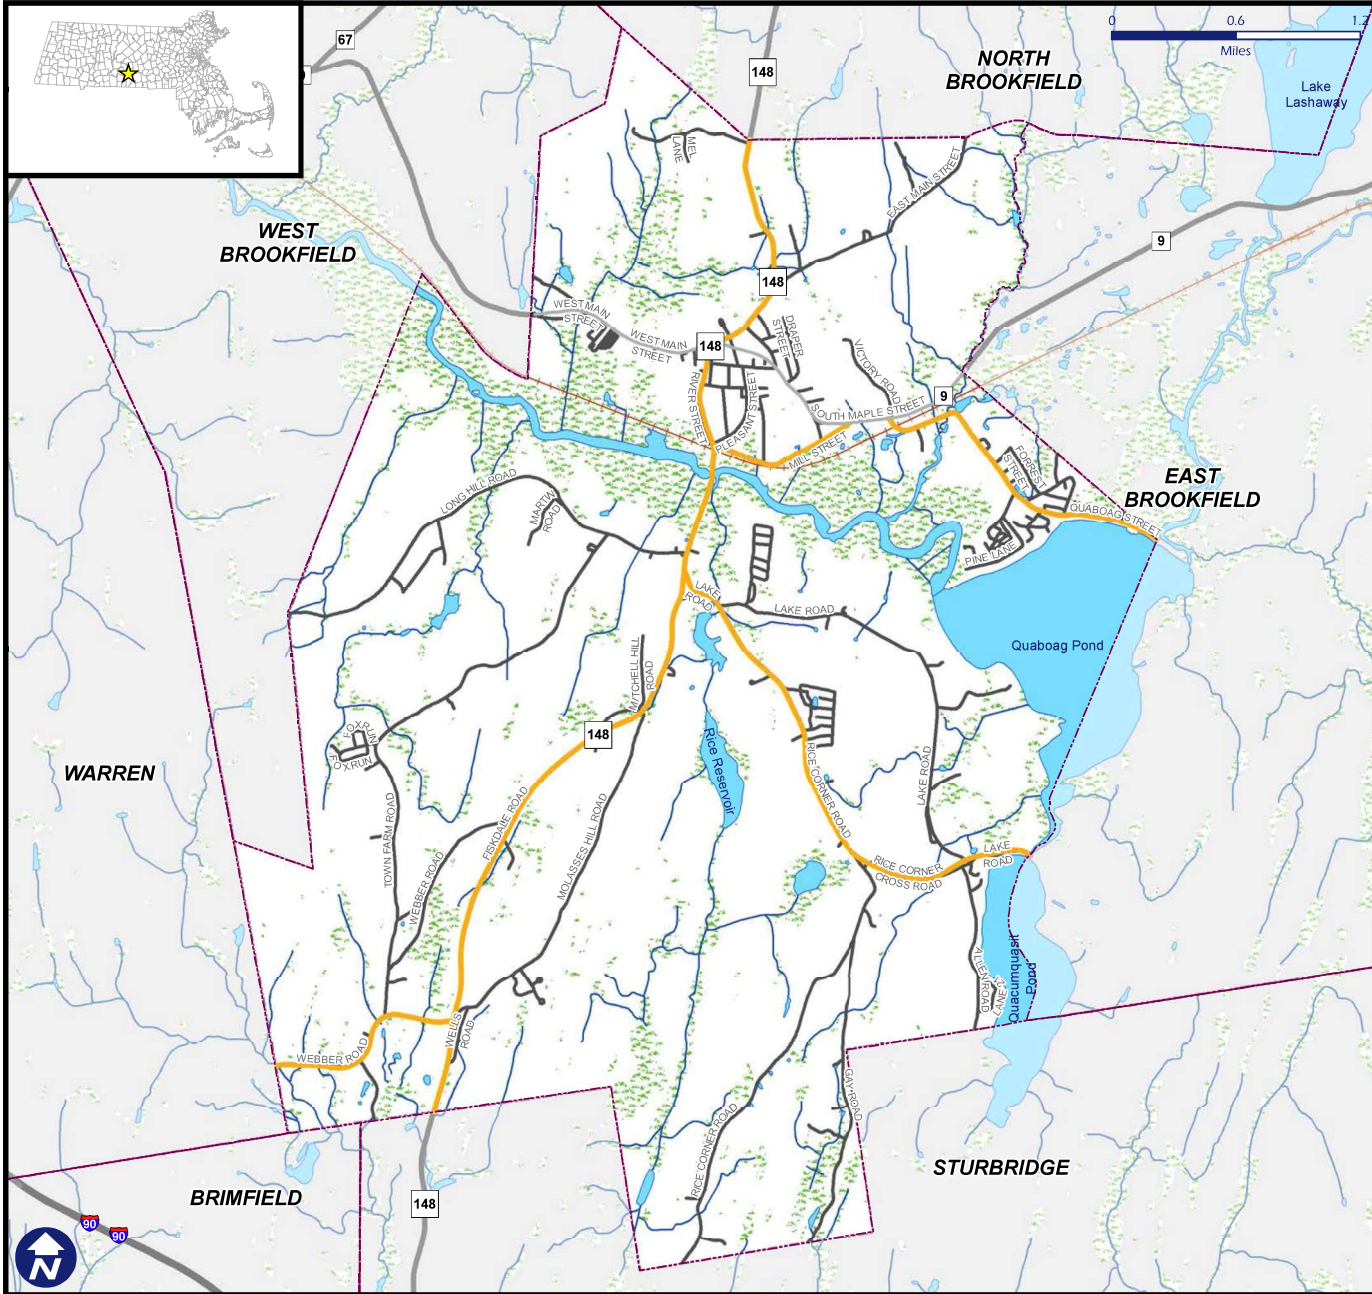 67
148
NORTH
BROOKFIELD
0
0.6
1.2
Miles
Lake
Lashaway
MEL
LANE
EAST MAIN STREET
WEST
BROOKFIELD
9
148
WEST MAIN
STREET
WEST MAIN
STREET
148
DRAPER
STREET
VICTORY ROAD
RIVER STREET
PLEASANT STREET
SOUTH MAPLE STREET
9
MILL STREET
FORREST
STREET
EAST
BROOKFIELD
LONG HILL ROAD
MARTIN
ROAD
QUABOAG STREET
PINE LANE
LAKE
ROAD
LAKE ROAD
Quaboag Pond
MITCHELL HILL
ROAD
148
FOXRUN
FOXRUN
WARREN
Rice Reservoir
RICE CORNER ROAD
LAKE ROAD
TOWN FARM ROAD
FISKDALE ROAD
MOLASSES HILL ROAD
WEBBER ROAD
LAKE
ROAD
RICE CORNER
CROSS ROAD
ALLEN ROAD
LANE
Quacumquasit
Pond
WELLS
ROAD
WEBBER ROAD
GAY ROAD
RICE CORNER ROAD
STURBRIDGE
BRIMFIELD
148
90
90
N